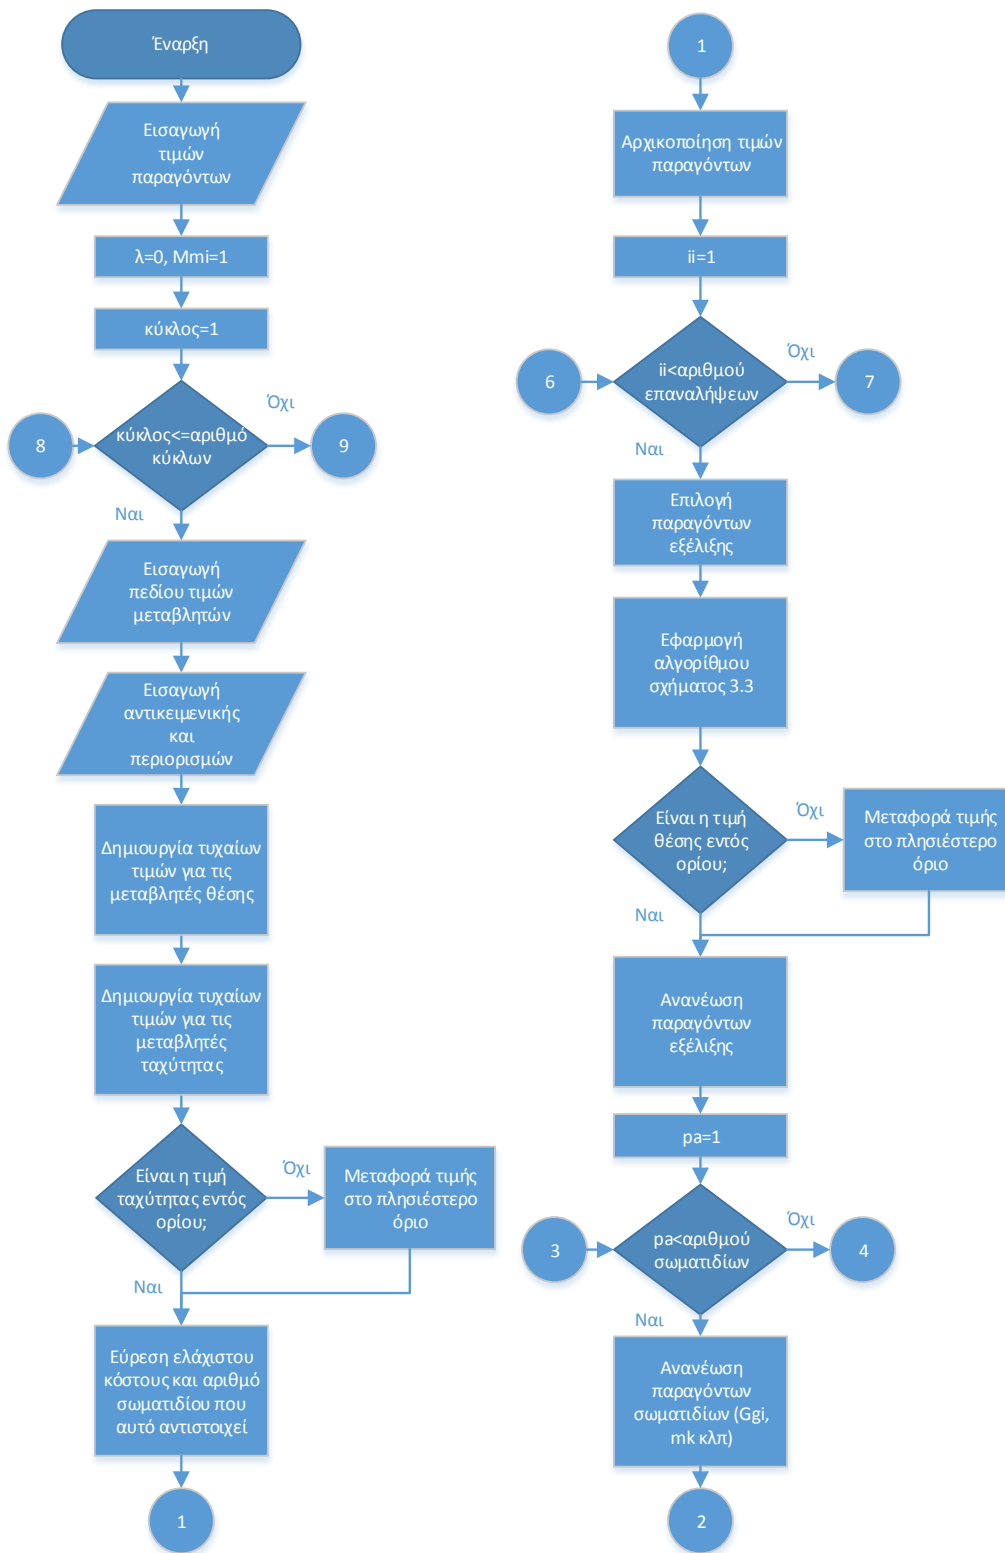 Έναρξη
Εισαγωγή
τιμών
παραγόντων
λ=0, Mmi=1
κύκλος=1
8
κύκλος<=αριθμό
κύκλων
Όχι
9
Ναι
Εισαγωγή
πεδίου τιμών
μεταβλητών
Εισαγωγή
αντικειμενικής
και
περιορισμών
Δημιουργία τυχαίων
τιμών για τις
μεταβλητές θέσης
Δημιουργία τυχαίων
τιμών για τις
μεταβλητές
ταχύτητας
Είναι η τιμή
ταχύτητας εντός
ορίου;
Όχι
Μεταφορά τιμής
στο πλησιέστερο
όριο
Ναι
Εύρεση ελάχιστου
κόστους και αριθμό
σωματιδίου που
αυτό αντιστοιχεί
1
1
Αρχικοποίηση τιμών
παραγόντων
ii=1
6
ii<αριθμού
επαναλήψεων
Όχι
7
Ναι
Επιλογή
παραγόντων
εξέλιξης
Εφαρμογή
αλγορίθμου
σχήματος 3.3
Είναι η τιμή
θέσης εντός
ορίου;
Όχι
Μεταφορά τιμής
στο πλησιέστερο
όριο
Ναι
Ανανέωση
παραγόντων
εξέλιξης
pa=1
3
pa<αριθμού
σωματιδίων
Όχι
4
Ναι
Ανανέωση
παραγόντων
σωματιδίων (Ggi,
mk κλπ)
2